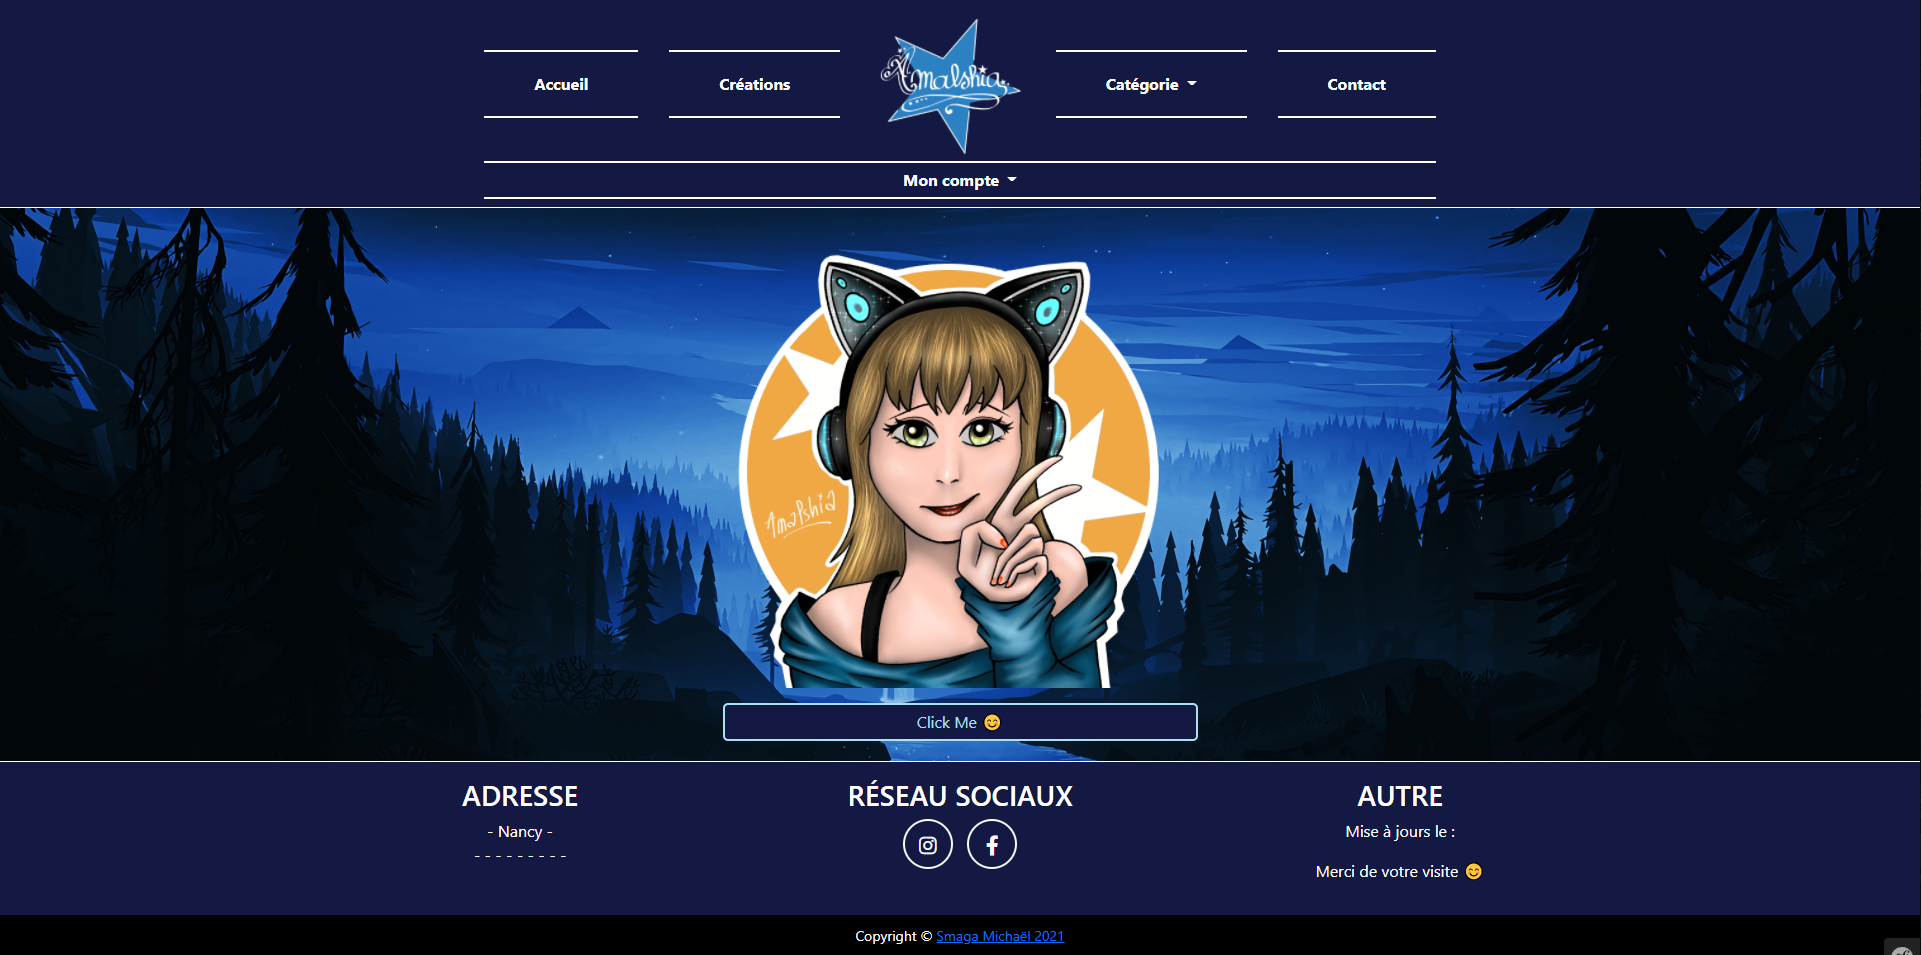 Accueil
Créations
Amalshia
Catégorie
Contact
Mon compte
Amalshia
Click Me 😊
ADRESSE
- Nancy -
- - - - - - - - -
RÉSEAU SOCIAUX
AUTRE
Mise à jours le :
Merci de votre visite 😊
Copyright © Smaga Michaël 2021